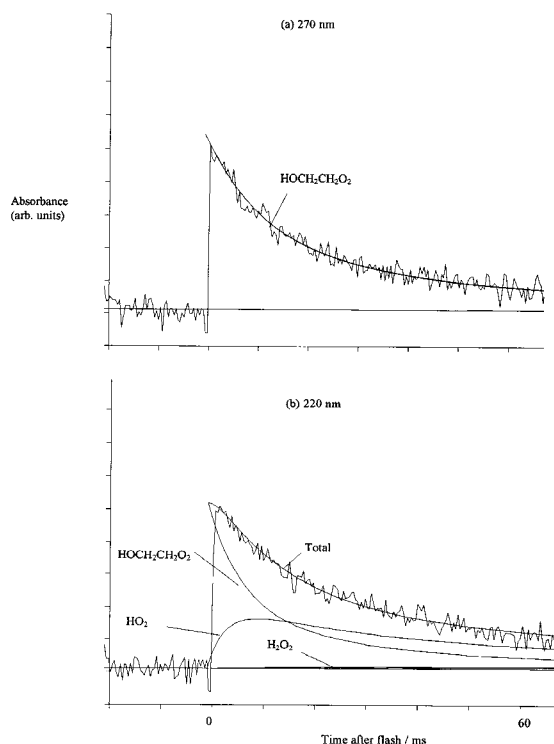 (a) 270 nm
HOCH₂CH₂O₂
Absorbance
(arb. units)
(b) 220 nm
HOCH₂CH₂O₂
Total
HO₂
H₂O₂
0
60
Time after flash / ms